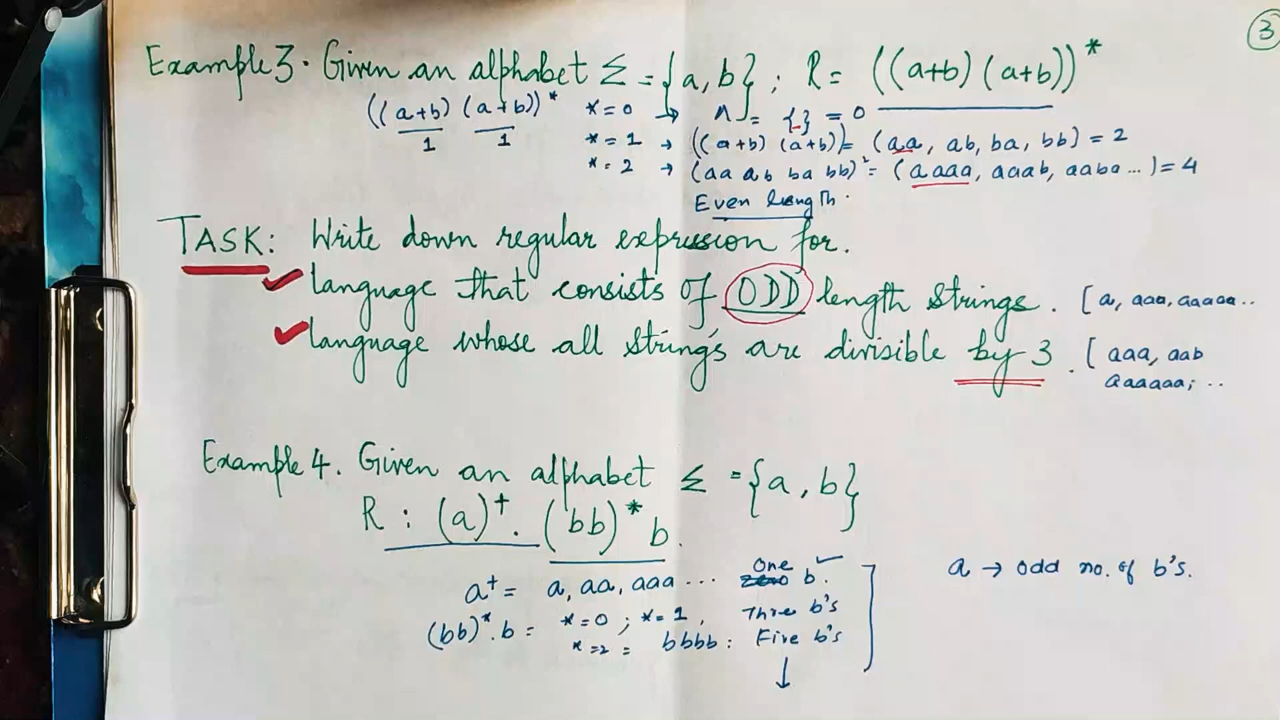 ③
Example 3. Given an alphabet Σ = {a, b} ; R = ((a+b) (a+b))*
((a+b) (a+b))* * = 0 → ^ = {} = 0
1 1
* = 1 → ((a+b) (a+b)) = (aa, ab, ba, bb) = 2
* = 2 → (aa ab ba bb)² = (aaaa, aaab, aaba ...) = 4
Even length.
TASK: Write down regular expression for.
✓ language that consists of ODD length strings. [a, aaa, aaaaa..
✓ language whose all strings are divisible by 3. [aaa, aab
aaaaaa; ..
Example 4. Given an alphabet Σ = {a, b}
R : (a)⁺. (bb)* b.
a⁺ = a, aa, aaa ... One b. ✓ a → odd no. of b's.
(bb)*.b = * = 0 ; * = 1, Three b's
* = 2 = bbbb : Five b's
↓